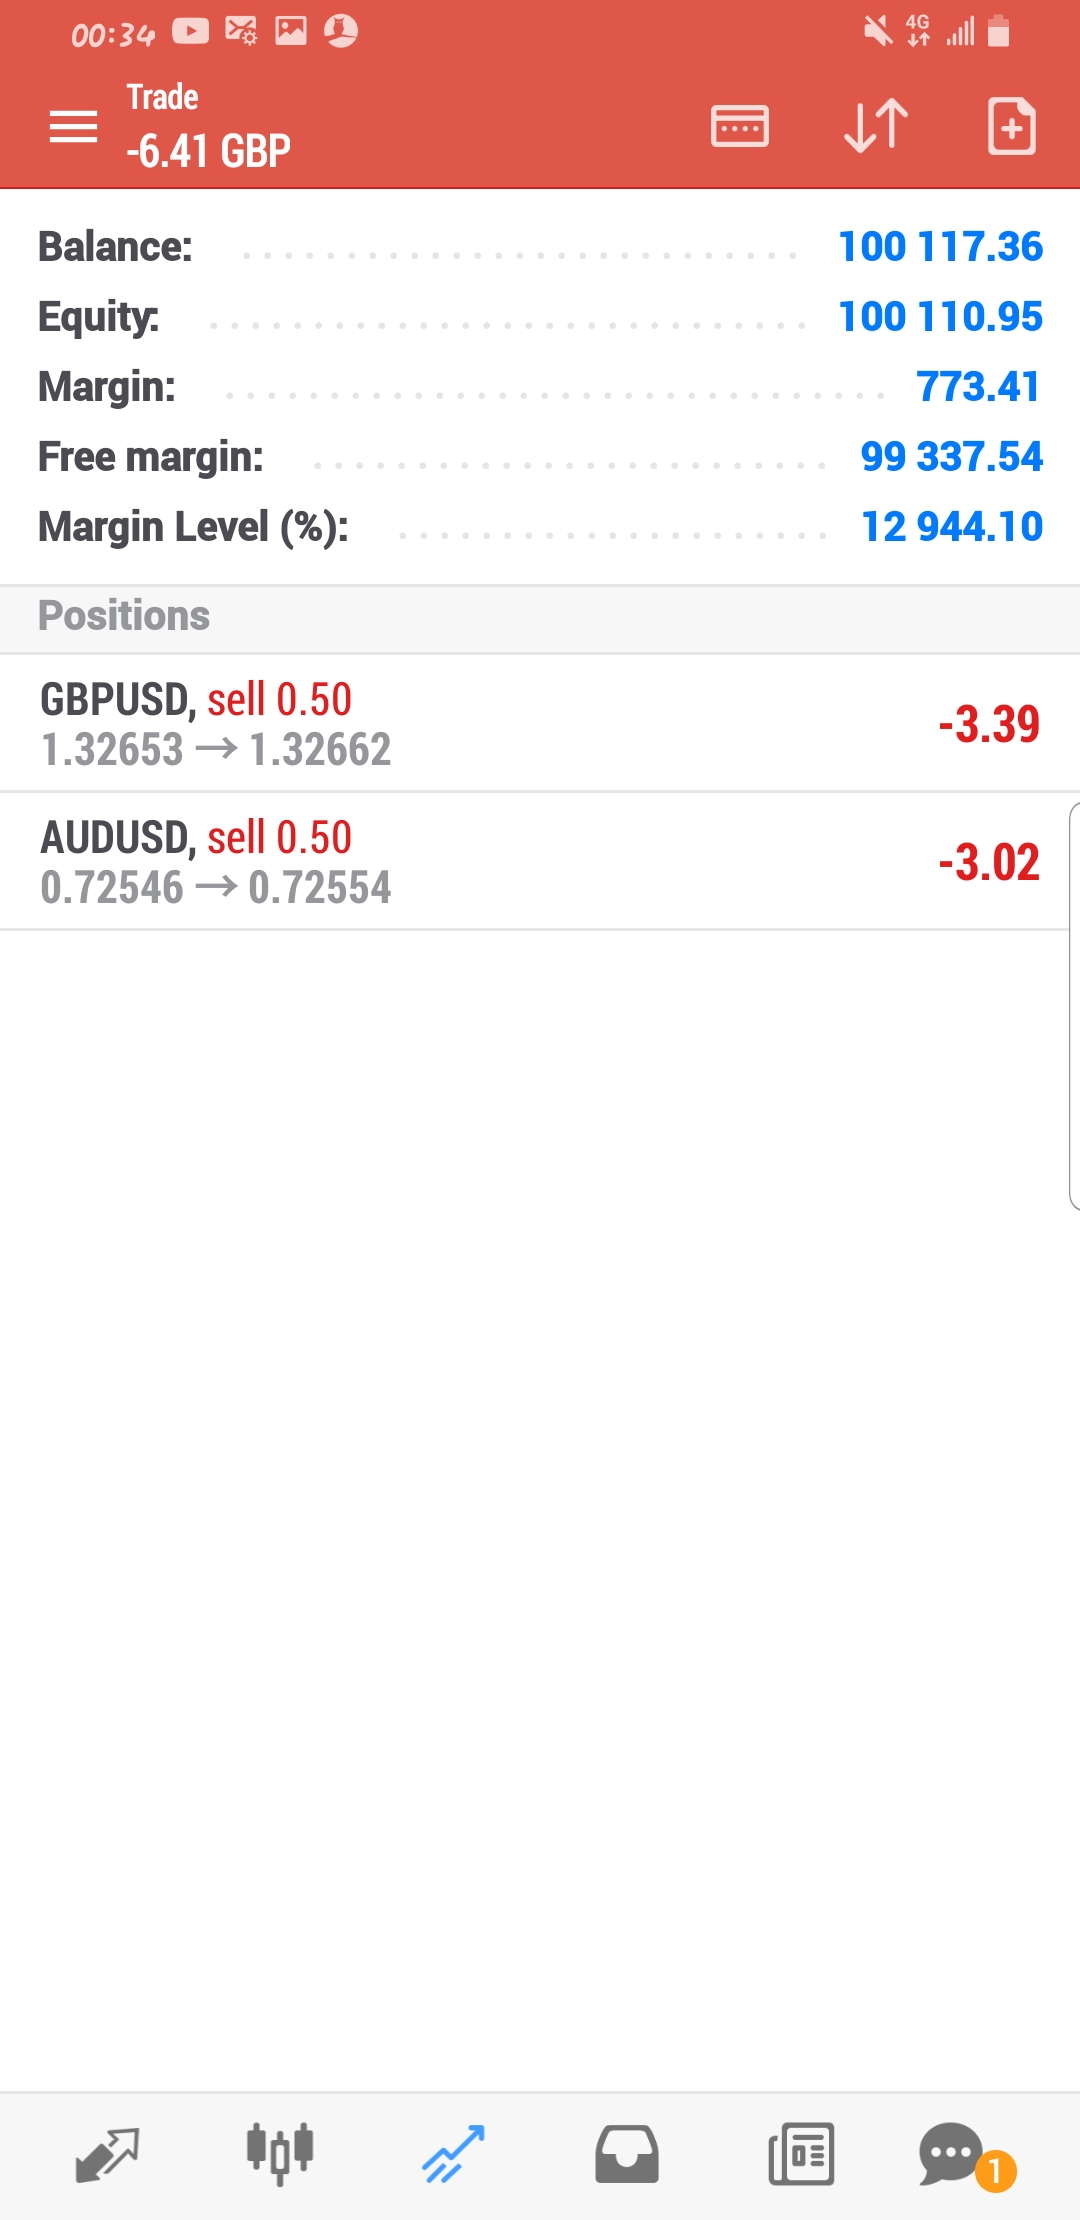 00:34
4G
Trade
-6.41 GBP
Balance: 100 117.36
Equity: 100 110.95
Margin: 773.41
Free margin: 99 337.54
Margin Level (%): 12 944.10
Positions
GBPUSD, sell 0.50
1.32653 → 1.32662
-3.39
AUDUSD, sell 0.50
0.72546 → 0.72554
-3.02
1